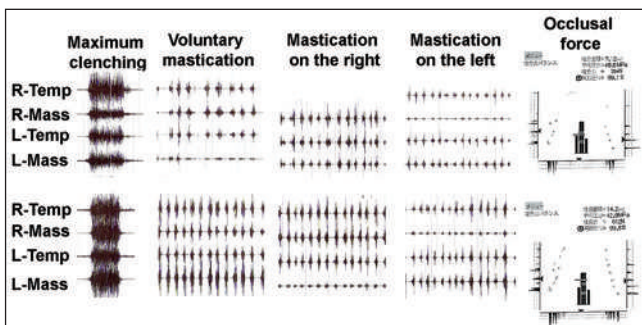 Maximum clenching
Voluntary mastication
Mastication on the right
Mastication on the left
Occlusal force
R-Temp
R-Mass
L-Temp
L-Mass
R-Temp
R-Mass
L-Temp
L-Mass